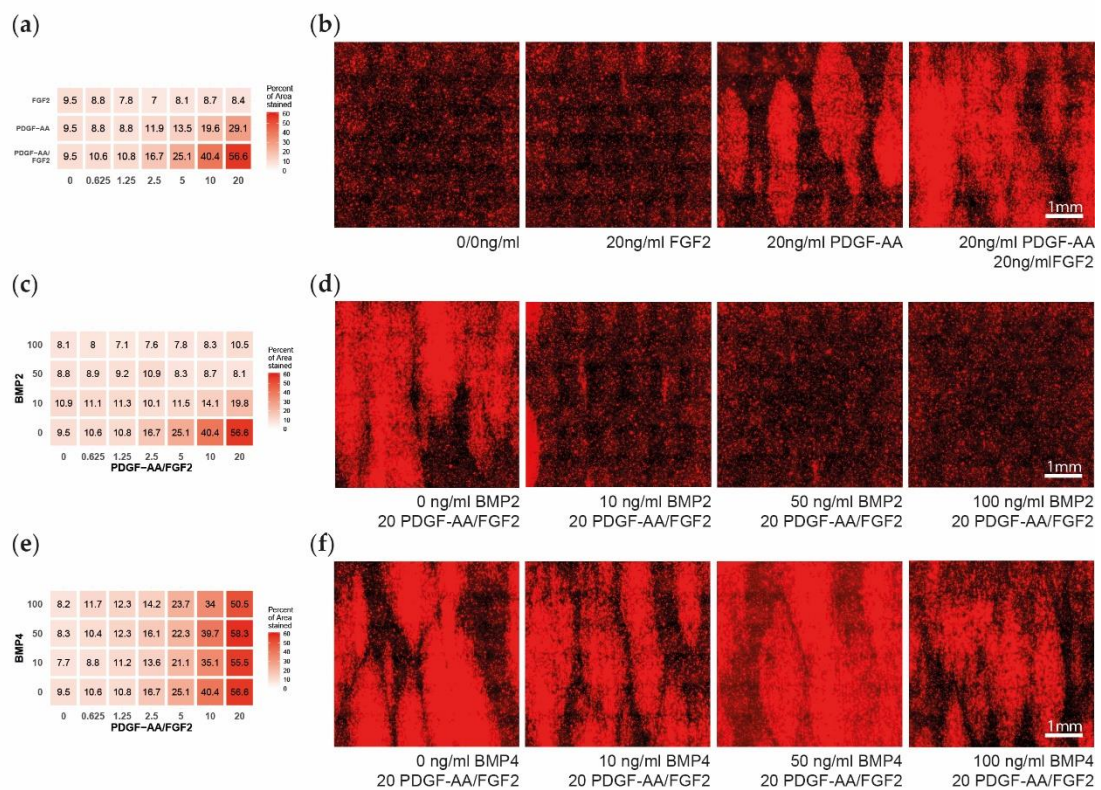 (a)
FGF2 9.5 8.8 7.8 7 8.1 8.7 8.4
PDGF-AA 9.5 8.8 8.8 11.9 13.5 19.6 29.1
PDGF-AA/
FGF2 9.5 10.6 10.8 16.7 25.1 40.4 56.6
0 0.625 1.25 2.5 5 10 20
Percent
of Area
stained
60
50
40
30
20
10
0
(b)
1mm
0/0ng/ml
20ng/ml FGF2
20ng/ml PDGF-AA
20ng/ml PDGF-AA
20ng/mlFGF2
(c)
BMP2
100 8.1 8 7.1 7.6 7.8 8.3 10.5
50 8.8 8.9 9.2 10.9 8.3 8.7 8.1
10 10.9 11.1 11.3 10.1 11.5 14.1 19.8
0 9.5 10.6 10.8 16.7 25.1 40.4 56.6
0 0.625 1.25 2.5 5 10 20
PDGF-AA/FGF2
Percent
of Area
stained
60
50
40
30
20
10
0
(d)
1mm
0 ng/ml BMP2
20 PDGF-AA/FGF2
10 ng/ml BMP2
20 PDGF-AA/FGF2
50 ng/ml BMP2
20 PDGF-AA/FGF2
100 ng/ml BMP2
20 PDGF-AA/FGF2
(e)
BMP4
100 8.2 11.7 12.3 14.2 23.7 34 50.5
50 8.3 10.4 12.3 16.1 22.3 39.7 58.3
10 7.7 8.8 11.2 13.6 21.1 35.1 55.5
0 9.5 10.6 10.8 16.7 25.1 40.4 56.6
0 0.625 1.25 2.5 5 10 20
PDGF-AA/FGF2
Percent
of Area
stained
60
50
40
30
20
10
0
(f)
1mm
0 ng/ml BMP4
20 PDGF-AA/FGF2
10 ng/ml BMP4
20 PDGF-AA/FGF2
50 ng/ml BMP4
20 PDGF-AA/FGF2
100 ng/ml BMP4
20 PDGF-AA/FGF2